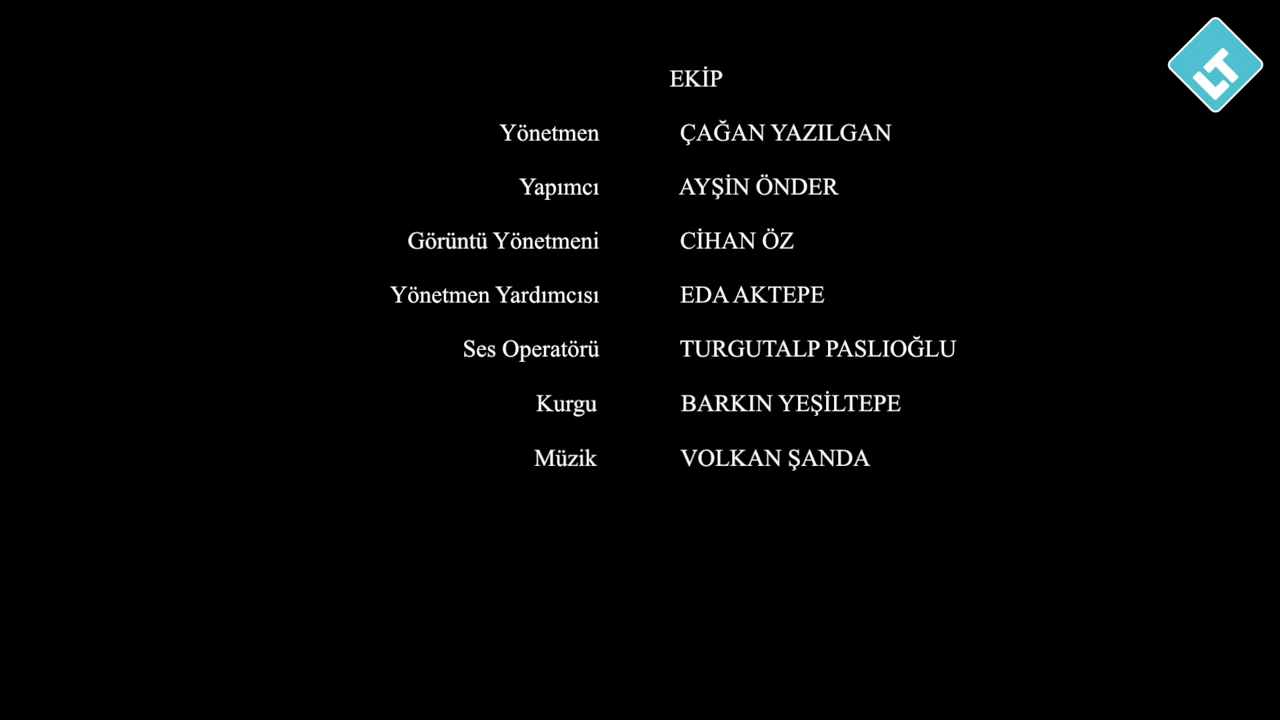 LT
EKİP
Yönetmen ÇAĞAN YAZILGAN
Yapımcı AYŞİN ÖNDER
Görüntü Yönetmeni CİHAN ÖZ
Yönetmen Yardımcısı EDA AKTEPE
Ses Operatörü TURGUTALP PASLIOĞLU
Kurgu BARKIN YEŞİLTEPE
Müzik VOLKAN ŞANDA